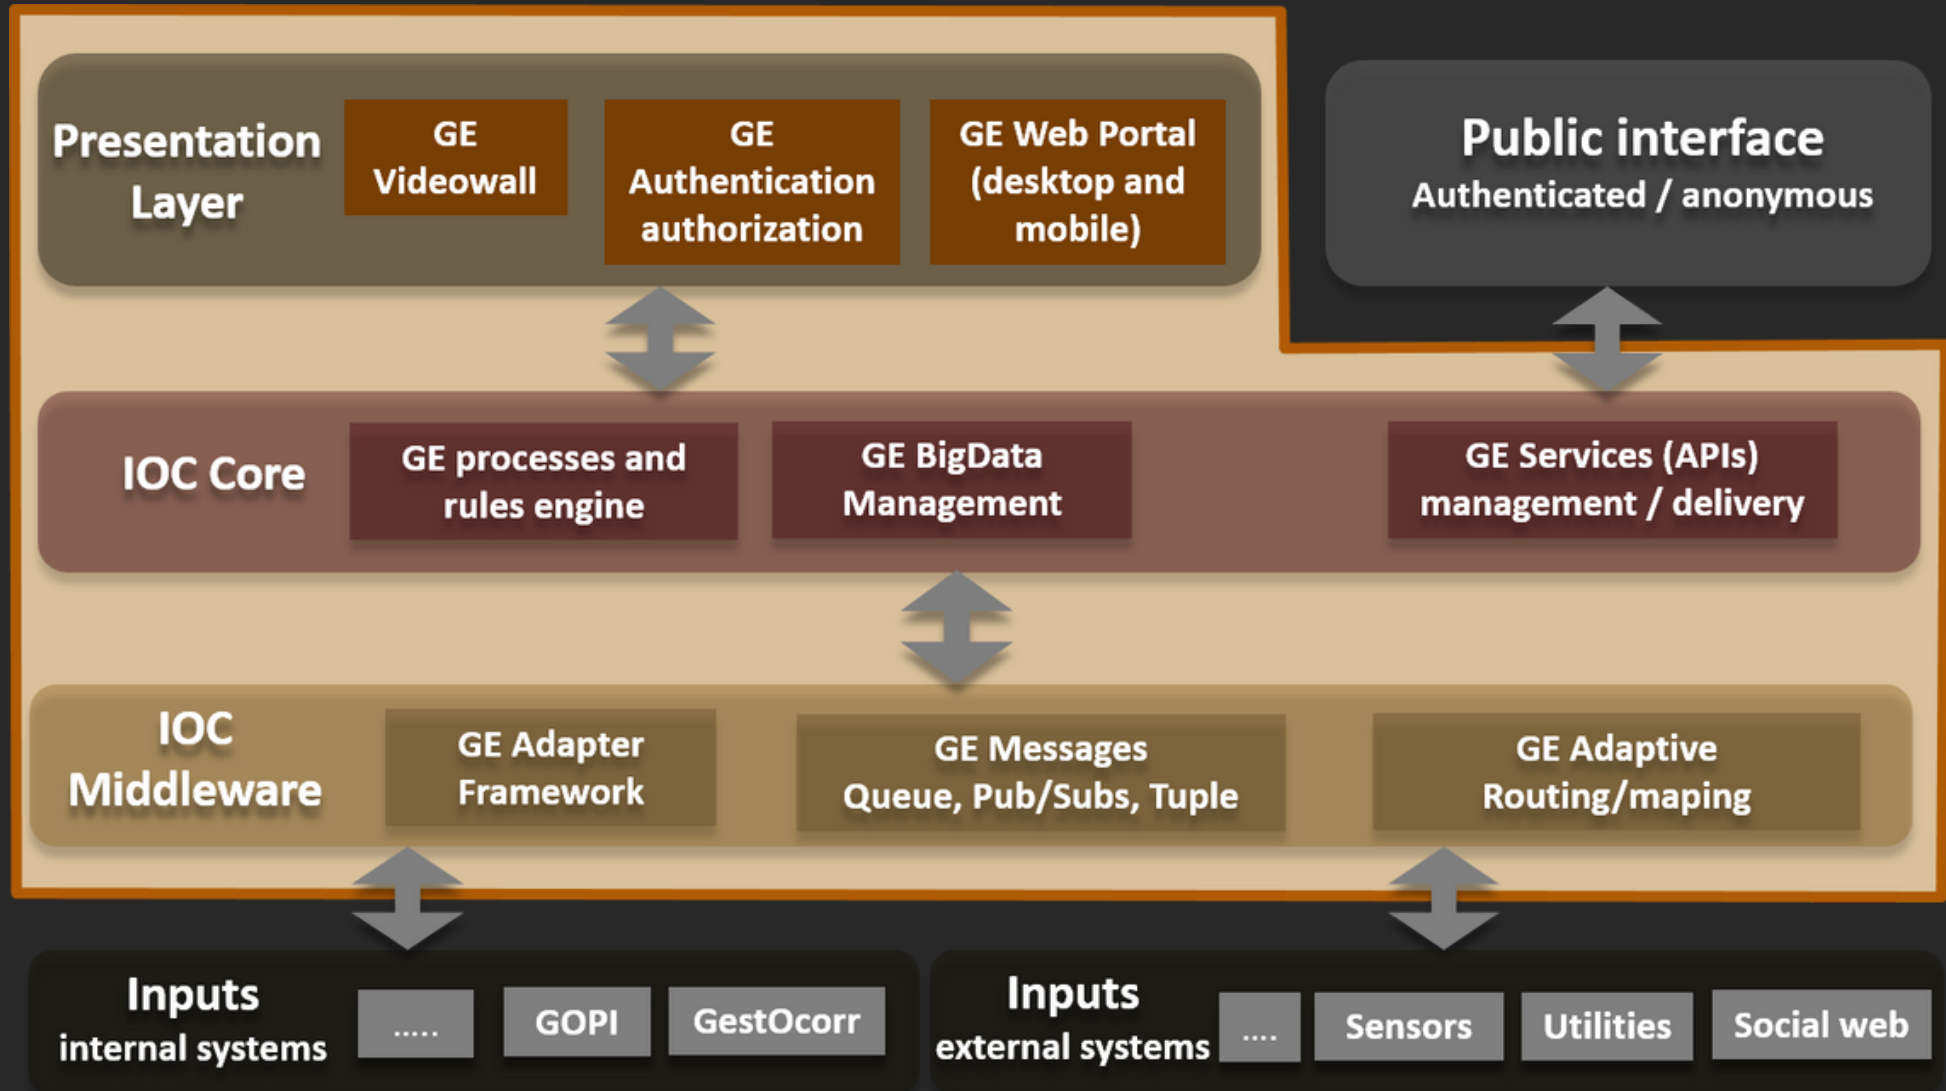 Presentation
Layer
GE
Videowall
GE
Authentication
authorization
GE Web Portal
(desktop and
mobile)
Public interface
Authenticated / anonymous
IOC Core
GE processes and
rules engine
GE BigData
Management
GE Services (APIs)
management / delivery
IOC
Middleware
GE Adapter
Framework
GE Messages
Queue, Pub/Subs, Tuple
GE Adaptive
Routing/maping
Inputs
internal systems
.....
GOPI
GestOcorr
Inputs
external systems
....
Sensors
Utilities
Social web